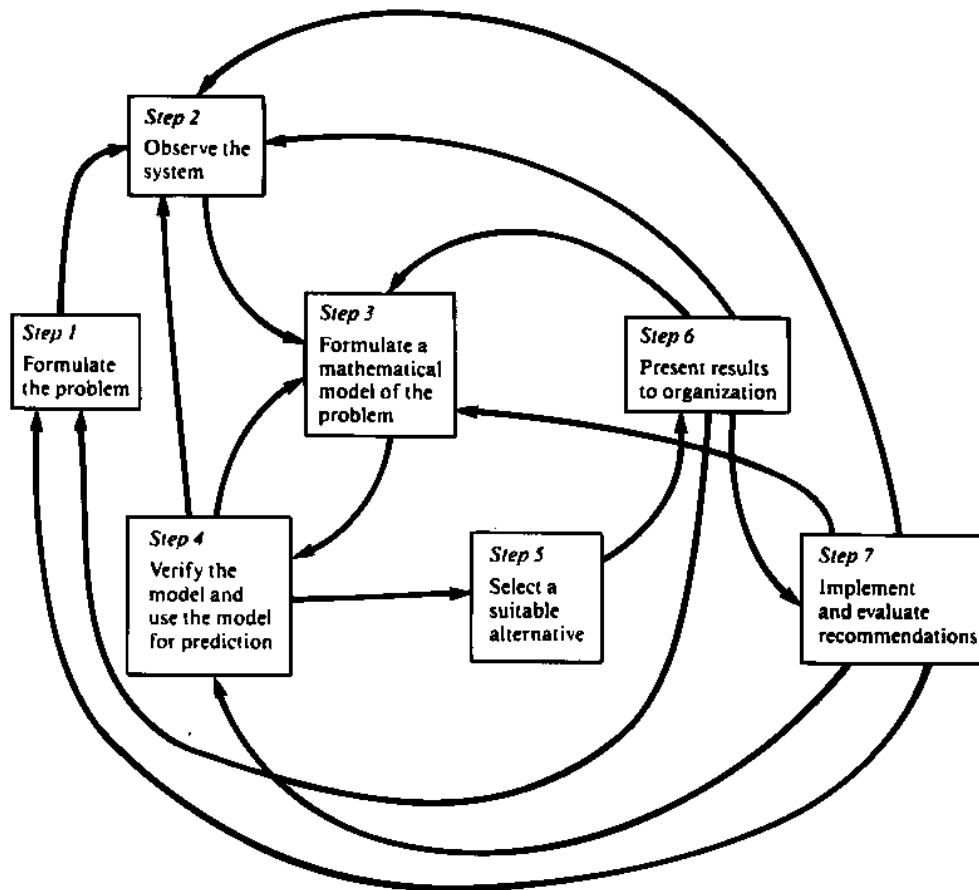 Step 2
Observe the
system
Step 3
Formulate a
mathematical
model of the
problem
Step 1
Formulate
the problem
Step 6
Present results
to organization
Step 4
Verify the
model and
use the model
for prediction
Step 5
Select a
suitable
alternative
Step 7
Implement
and evaluate
recommendations